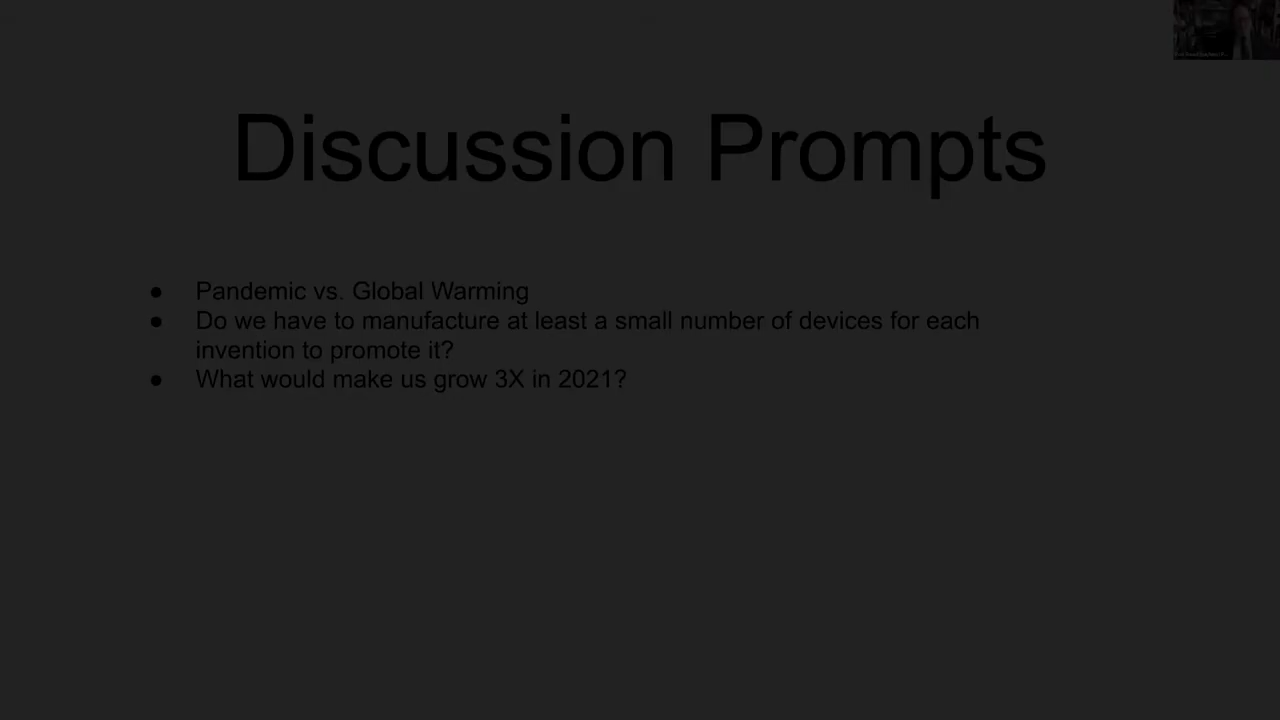 Discussion Prompts
● Pandemic vs. Global Warming
● Do we have to manufacture at least a small number of devices for each
invention to promote it?
● What would make us grow 3X in 2021?